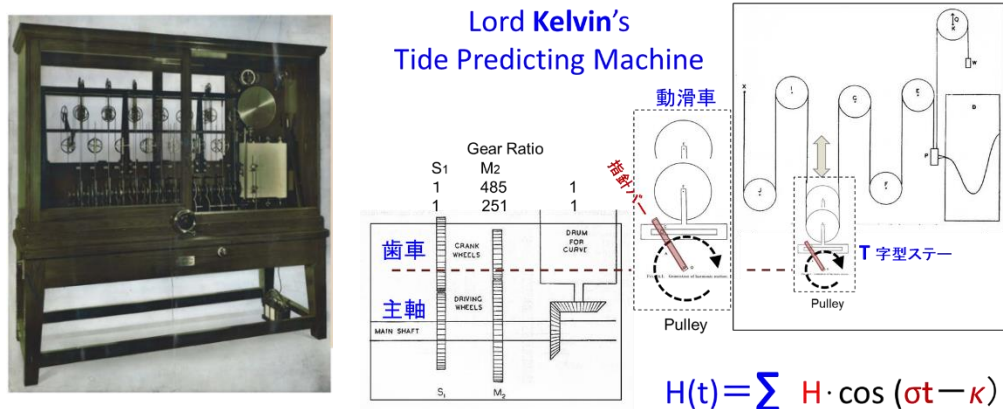 Lord Kelvin's
Tide Predicting Machine
Gear Ratio
S1 M2
1 485 1
1 251 1
歯車
CRANK
WHEELS
DRUM
FOR
CURVE
主軸
DRIVING
WHEELS
MAIN SHAFT
S1 M2
動滑車
指針バー
Pulley
X
I
G
E
Q
R
W
D
P
J
F
T 字型ステー
Pulley
H(t)=Σ H·cos (σt－κ)